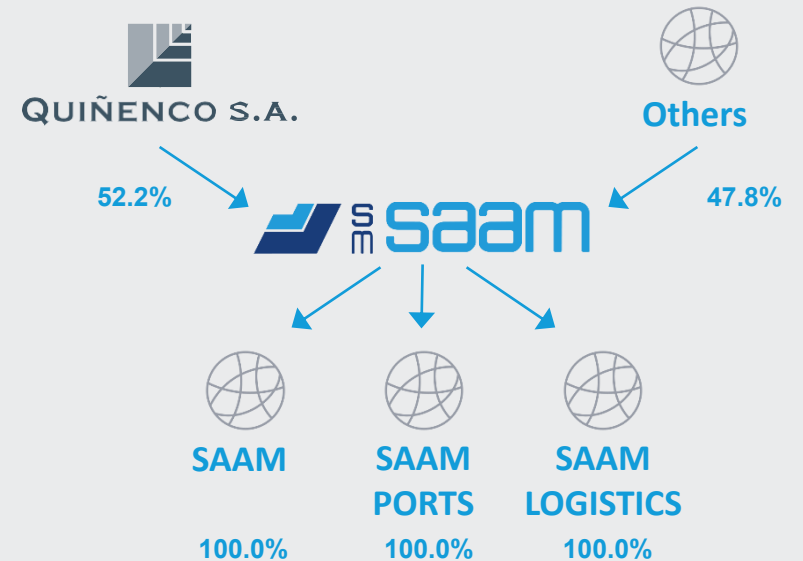 QUIÑENCO S.A.
Others
52.2%
47.8%
SM saam
SAAM
SAAM
PORTS
SAAM
LOGISTICS
100.0%
100.0%
100.0%